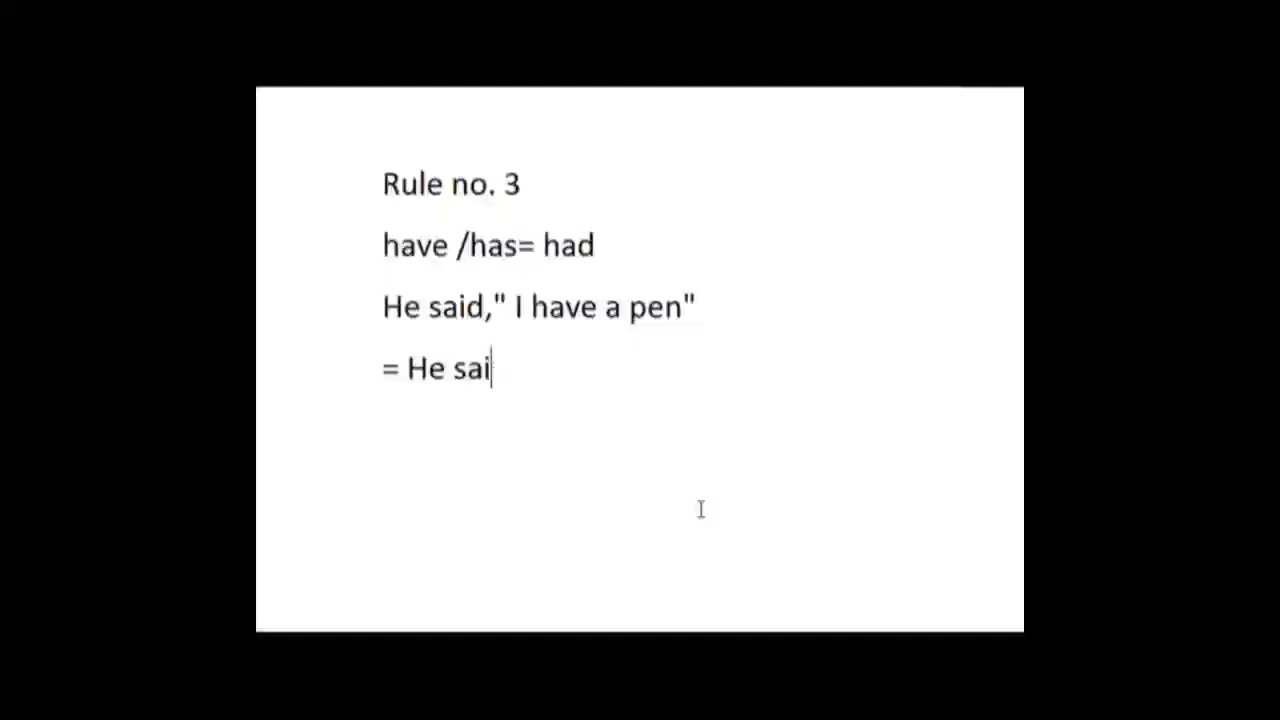 Rule no. 3
have /has= had
He said," I have a pen"
= He sai